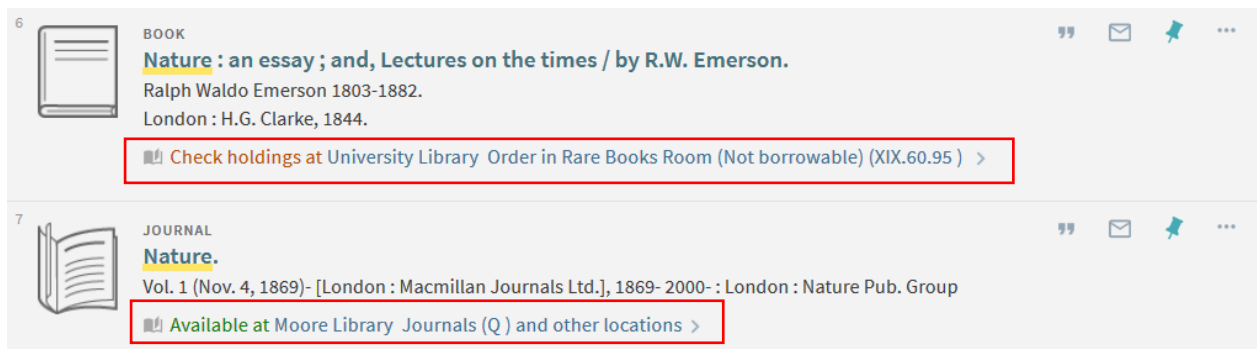 6
BOOK
Nature : an essay ; and, Lectures on the times / by R.W. Emerson.
Ralph Waldo Emerson 1803-1882.
London : H.G. Clarke, 1844.
Check holdings at University Library  Order in Rare Books Room (Not borrowable) (XIX.60.95 )
7
JOURNAL
Nature.
Vol. 1 (Nov. 4, 1869)- [London : Macmillan Journals Ltd.], 1869- 2000- : London : Nature Pub. Group
Available at Moore Library  Journals (Q ) and other locations